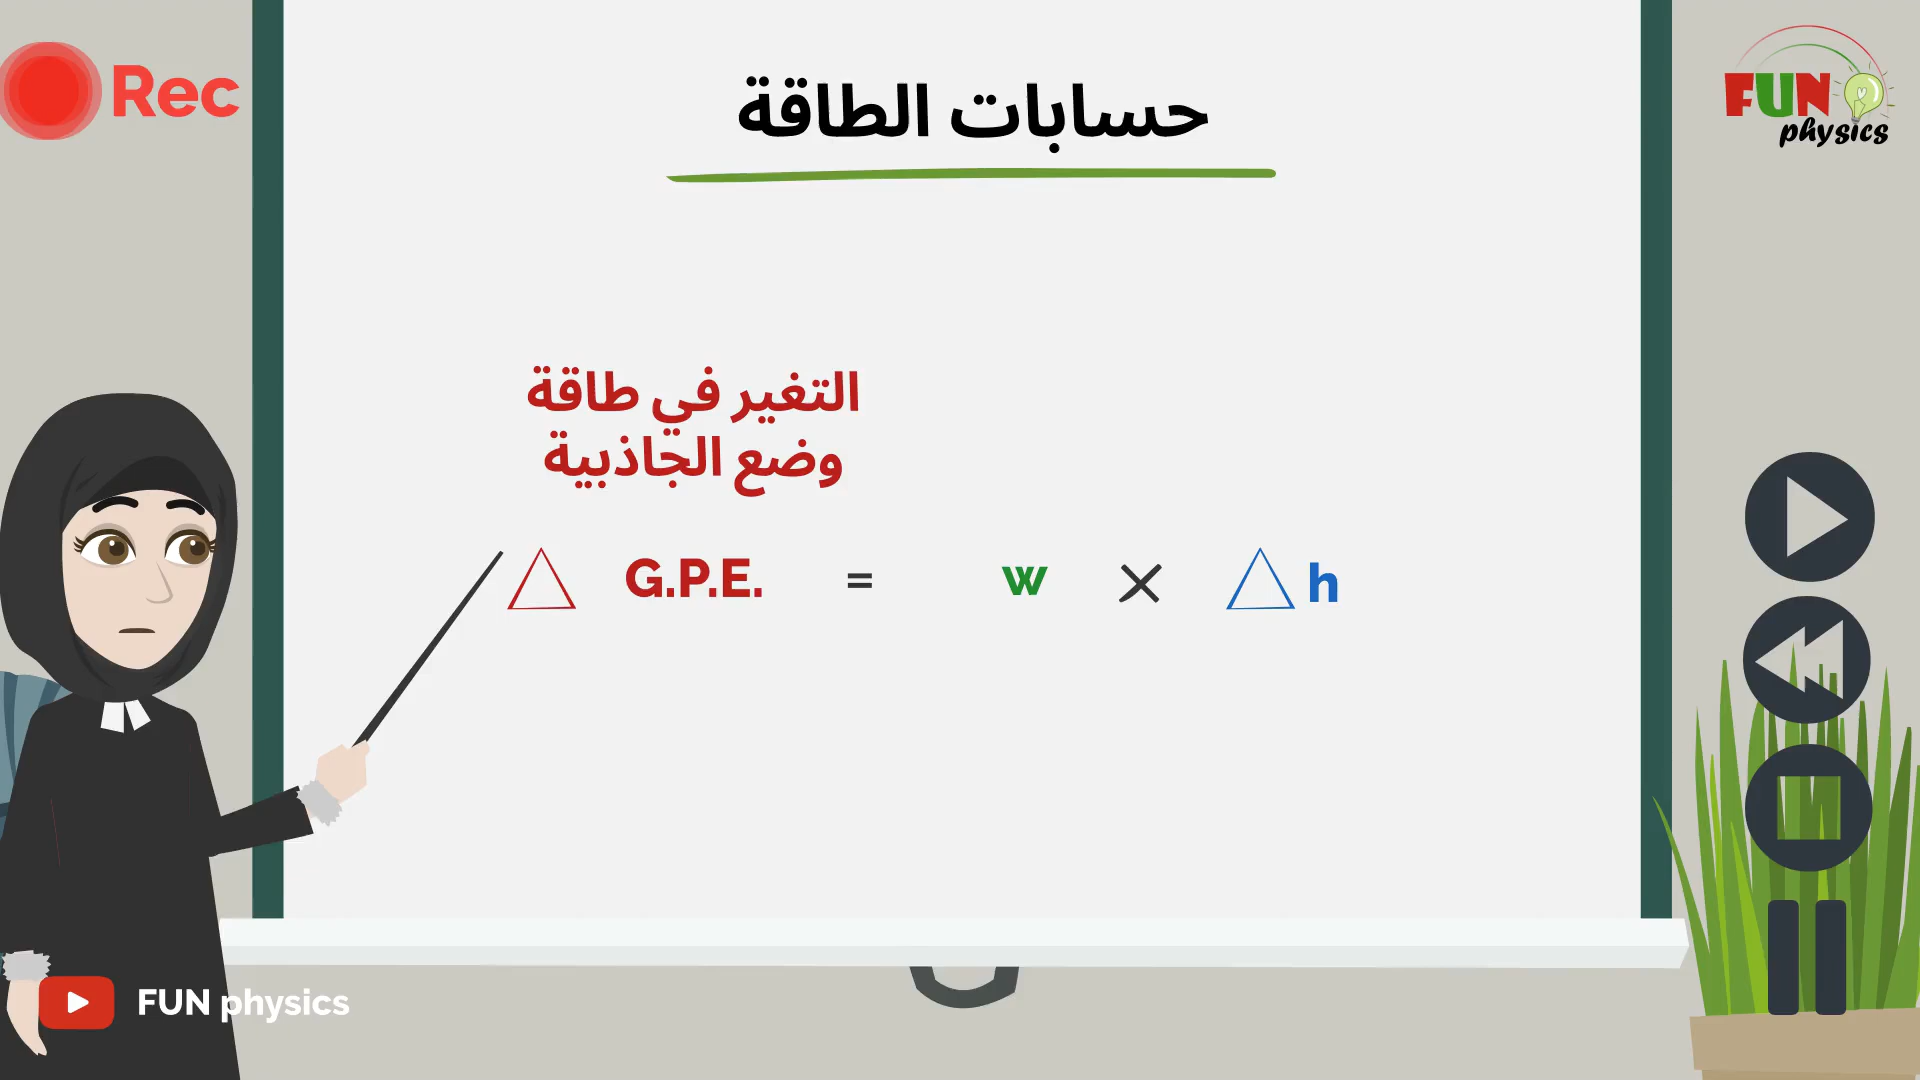 Rec
FUN
physics
حسابات الطاقة
التغير في طاقة
وضع الجاذبية
△ G.P.E. = w × △ h
FUN physics